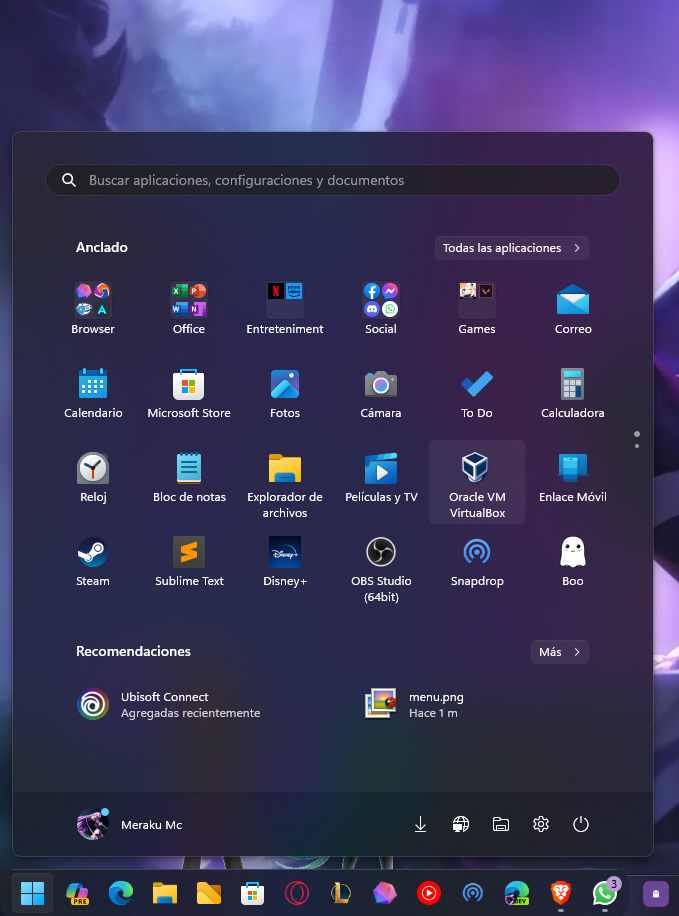 Buscar aplicaciones, configuraciones y documentos
Anclado
Todas las aplicaciones
Browser
Office
Entreteniment
Social
Games
Correo
Calendario
Microsoft Store
Fotos
Cámara
To Do
Calculadora
Reloj
Bloc de notas
Explorador de
archivos
Películas y TV
Oracle VM
VirtualBox
Enlace Móvil
Steam
Sublime Text
Disney+
Disney+
OBS Studio
(64bit)
Snapdrop
Boo
Recomendaciones
Más
Ubisoft Connect
Agregadas recientemente
menu.png
Hace 1 m
Meraku Mc
PRE
DEV
3